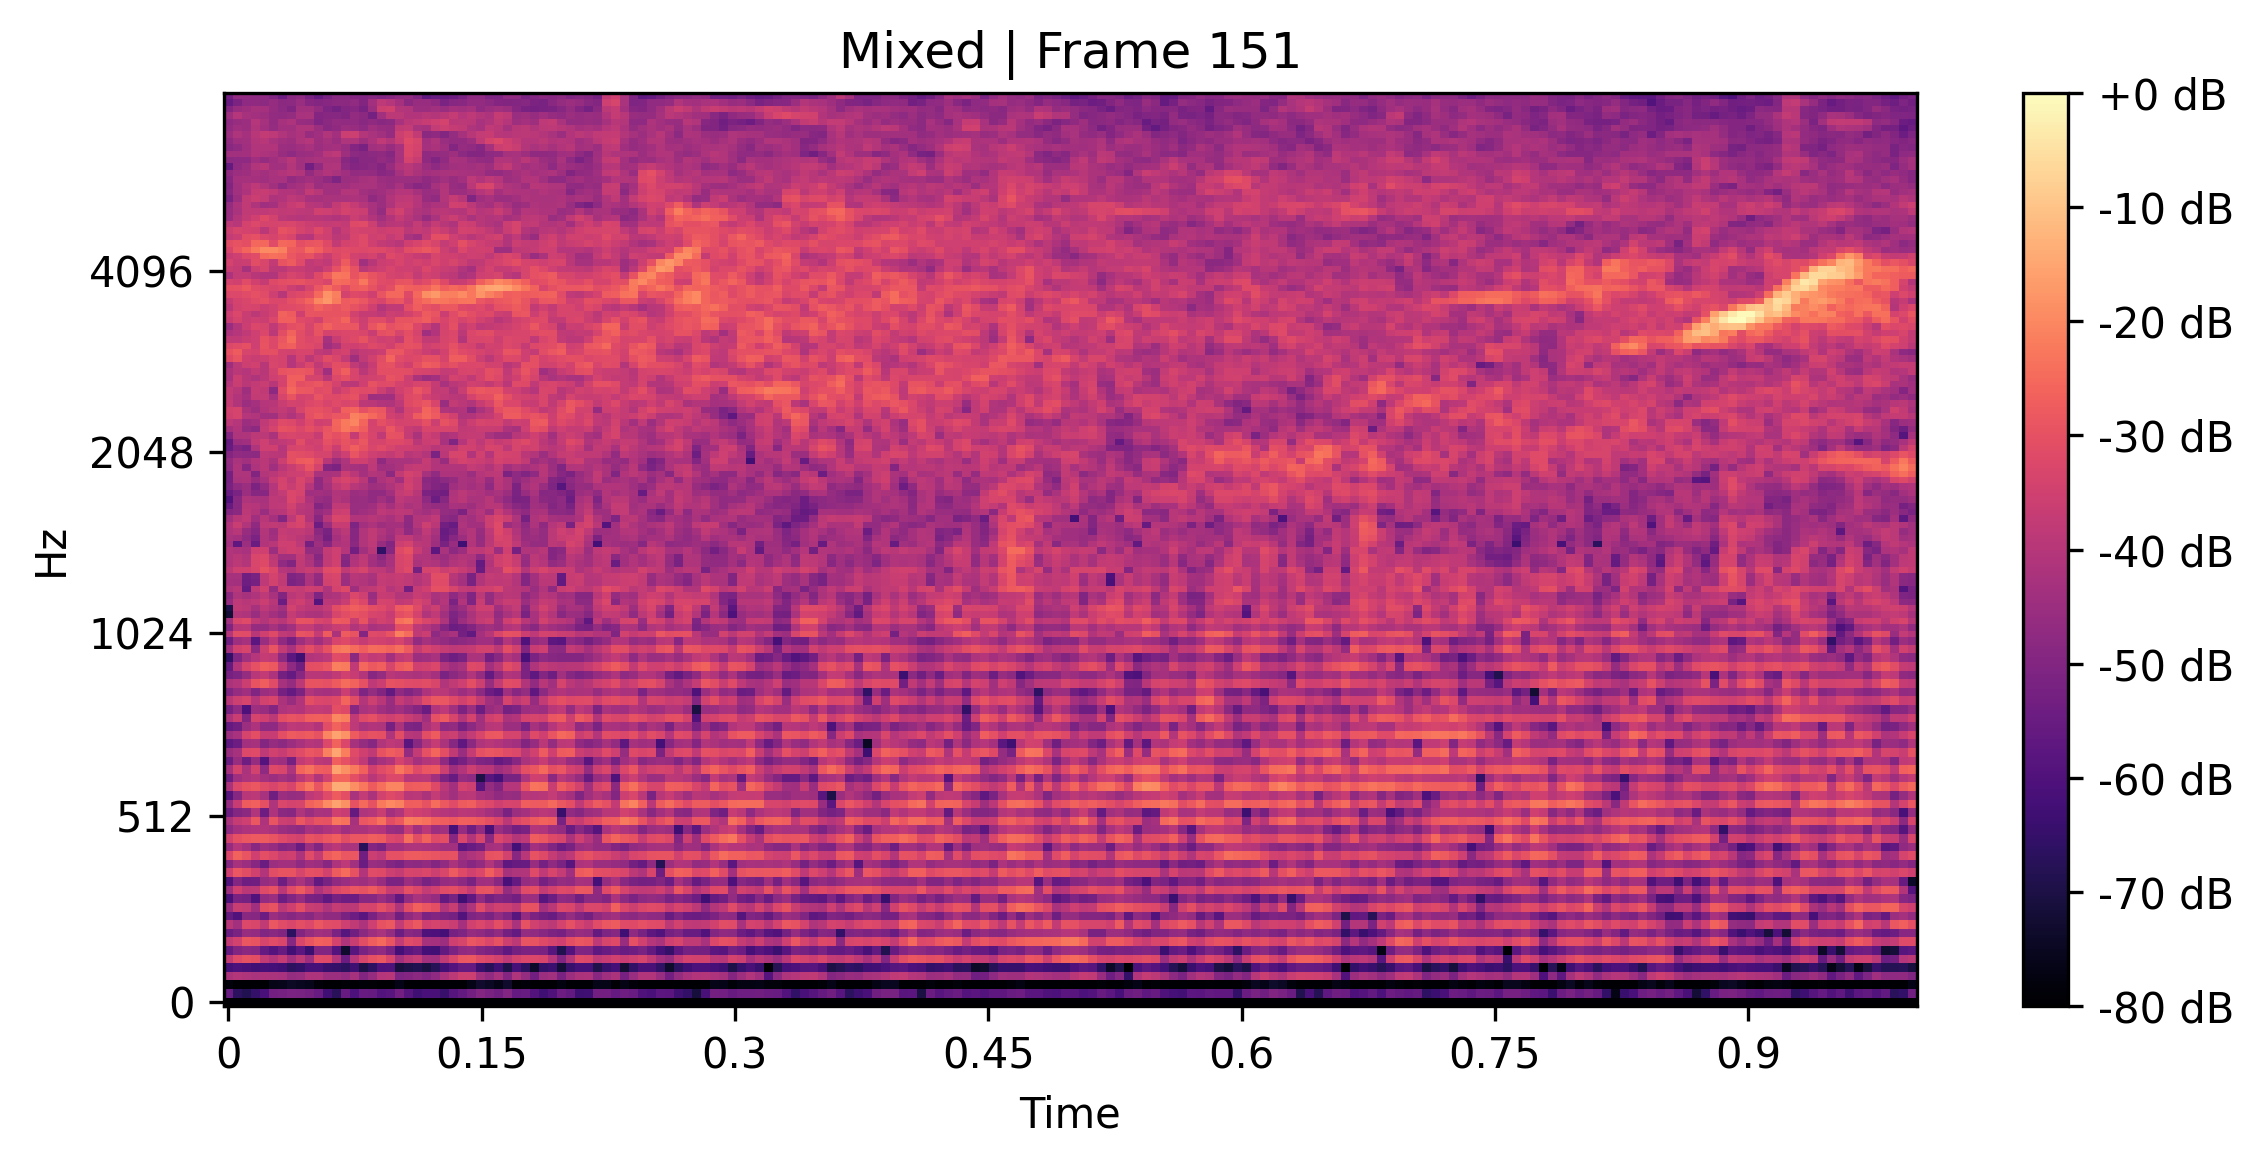 Mixed | Frame 151
+0 dB
-10 dB
-20 dB
-30 dB
-40 dB
-50 dB
-60 dB
-70 dB
-80 dB
4096
2048
1024
512
0
Hz
0 0.15 0.3 0.45 0.6 0.75 0.9
Time